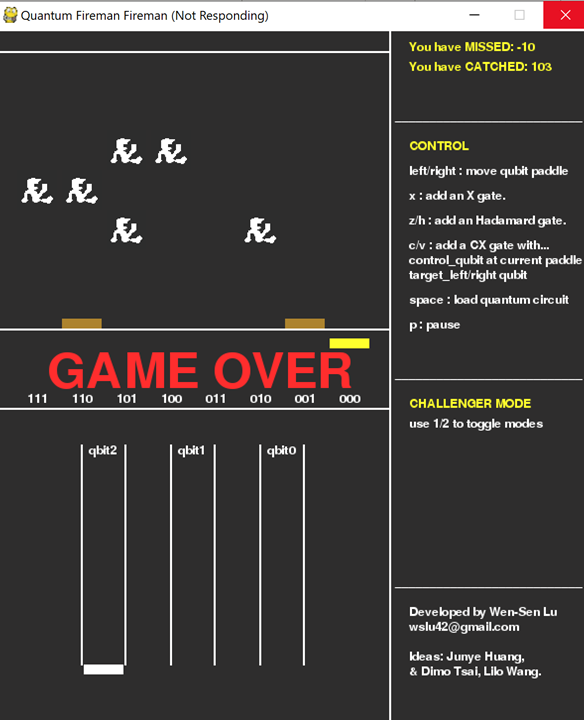 Quantum Fireman Fireman (Not Responding)
You have MISSED: -10
You have CATCHED: 103
CONTROL
left/right : move qubit paddle
x : add an X gate.
z/h : add an Hadamard gate.
c/v : add a CX gate with...
control_qubit at current paddle
target_left/right qubit
space : load quantum circuit
p : pause
GAME OVER
111 110 101 100 011 010 001 000
CHALLENGER MODE
use 1/2 to toggle modes
qbit2 qbit1 qbit0
Developed by Wen-Sen Lu
wslu42@gmail.com
Ideas: Junye Huang,
& Dimo Tsai, Lilo Wang.